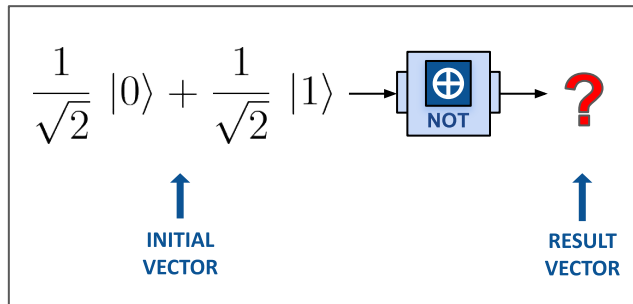 1/√2 |0⟩ + 1/√2 |1⟩
NOT
?
INITIAL
VECTOR
RESULT
VECTOR